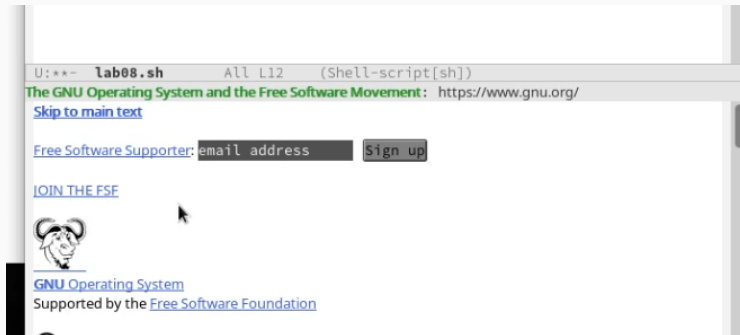 U:**-  lab08.sh       All L12    (Shell-script[sh])
The GNU Operating System and the Free Software Movement: https://www.gnu.org/
Skip to main text
Free Software Supporter: email address Sign up
JOIN THE FSF
GNU Operating System
Supported by the Free Software Foundation